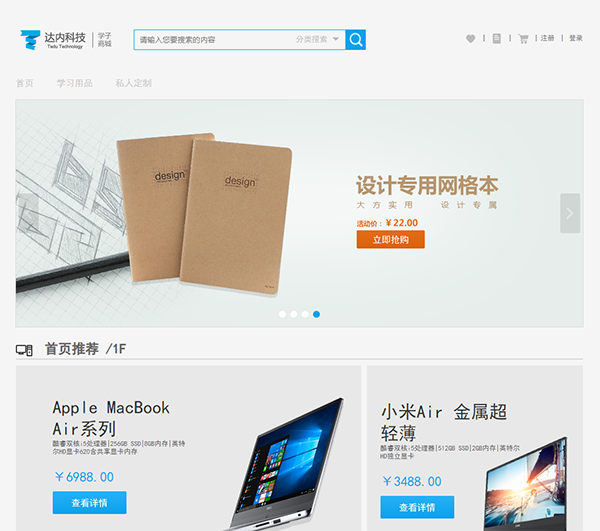 达内科技
Tedu Technology
学子
商城
请输入您要搜索的内容
分类搜索
| | | 注册 | 登录
首页 学习用品 私人定制
design
design
设计专用网格本
大方实用 设计专属
活动价：￥22.00
立即抢购
首页推荐 /1F
Apple MacBook
Air系列
酷睿双核i5处理器|256GB SSD|8GB内存|英特
尔HD显卡620含共享显卡内存
￥6988.00
查看详情
小米Air 金属超
轻薄
酷睿双核i5处理器|512GB SSD|2GB内存|英特尔
HD独立显卡
￥3488.00
查看详情